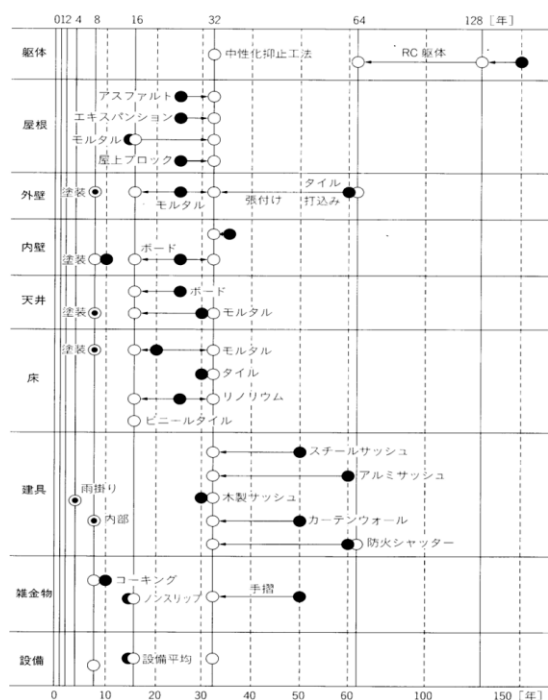 012 4 8 16 32 64 128 [年]
躯体 中性化抑止工法 RC 躯体
屋根 アスファルト
エキスパンション
モルタル
屋上ブロック
外壁 塗装 モルタル 張付け タイル
打込み
内壁 塗装 ボード
天井 ボード
塗装 モルタル
床 塗装 モルタル
タイル
リノリウム
ビニールタイル
建具 スチールサッシュ
アルミサッシュ
雨掛り 木製サッシュ
内部 カーテンウォール
防火シャッター
雑金物 コーキング
ノンスリップ 手摺
設備 設備平均
0 10 20 30 40 50 60 100 150 [年]